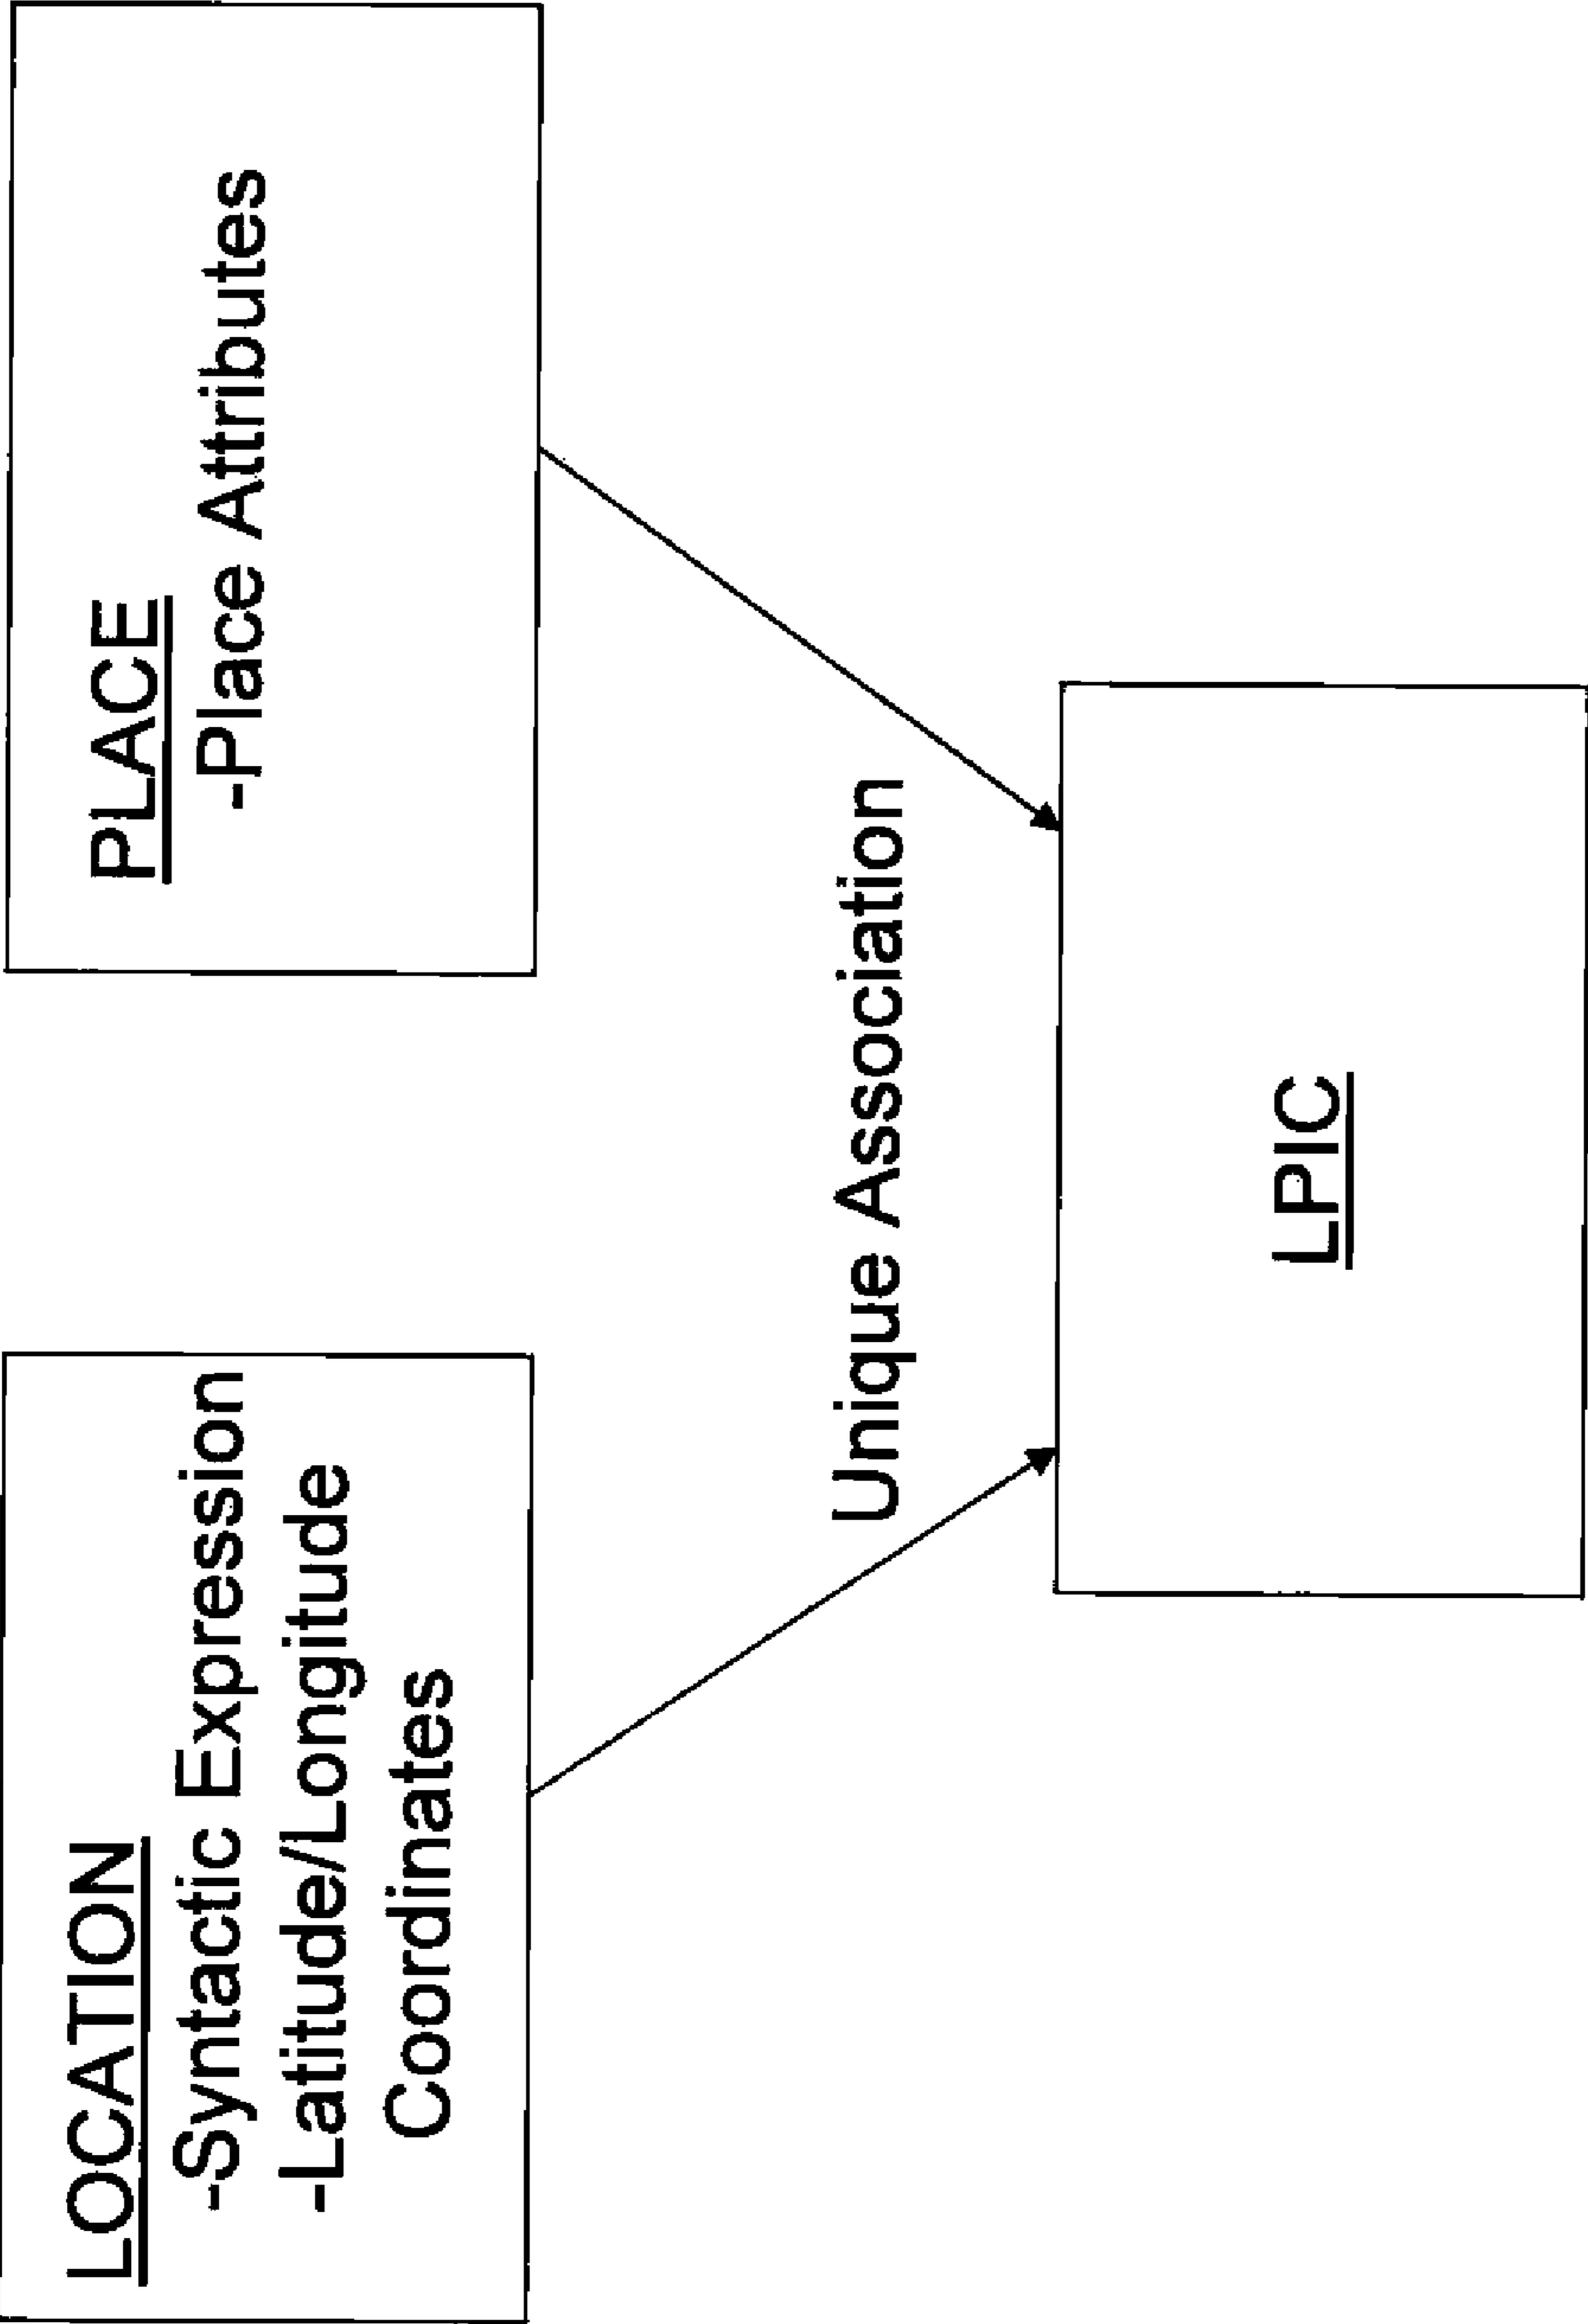 LOCATION
-Syntactic Expression
-Latitude/Longitude
Coordinates
PLACE
-Place Attributes
Unique Association
LPIC